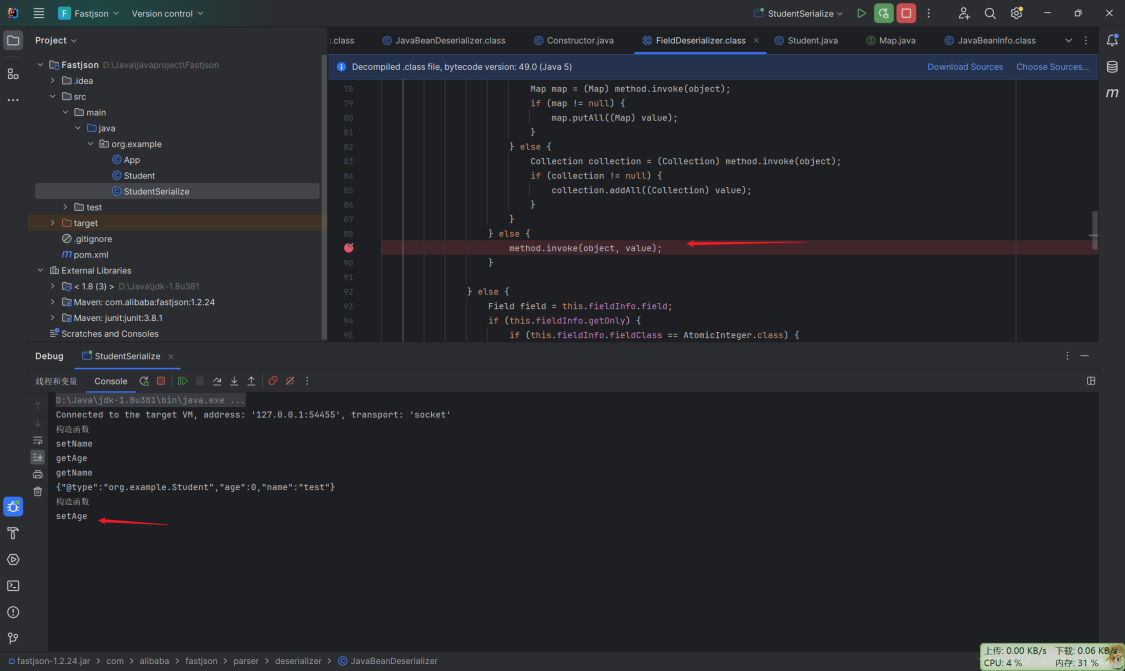 F Fastjson Version control StudentSerialize
Project
.class JavaBeanDeserializer.class Constructor.java FieldDeserializer.class Student.java Map.java JavaBeanInfo.class
Fastjson D:\Java\javaproject\Fastjson
Decompiled .class file, bytecode version: 49.0 (Java 5) Download Sources Choose Sources...
.idea
src
main
java
org.example
App
Student
StudentSerialize
test
target
.gitignore
pom.xml
External Libraries
< 1.8 (3) > D:\Java\jdk-1.8u381
Maven: com.alibaba:fastjson:1.2.24
Maven: junit:junit:3.8.1
Scratches and Consoles
78 Map map = (Map) method.invoke(object);
79 if (map != null) {
80 map.putAll((Map) value);
81 }
82 } else {
83 Collection collection = (Collection) method.invoke(object);
84 if (collection != null) {
85 collection.addAll((Collection) value);
86 }
87 }
88 } else {
method.invoke(object, value);
90 }
91
92 } else {
93 Field field = this.fieldInfo.field;
94 if (this.fieldInfo.getOnly) {
95 if (this.fieldInfo.fieldClass == AtomicInteger.class) {
Debug StudentSerialize
线程和变量 Console
D:\Java\jdk-1.8u381\bin\java.exe ...
Connected to the target VM, address: '127.0.0.1:54455', transport: 'socket'
构造函数
setName
getAge
getName
{"@type":"org.example.Student","age":0,"name":"test"}
构造函数
setAge
fastjson-1.2.24.jar com alibaba fastjson parser deserializer JavaBeanDeserializer
上传: 0.00 KB/s 下载: 0.06 KB/s
CPU: 4 % 内存: 31 %